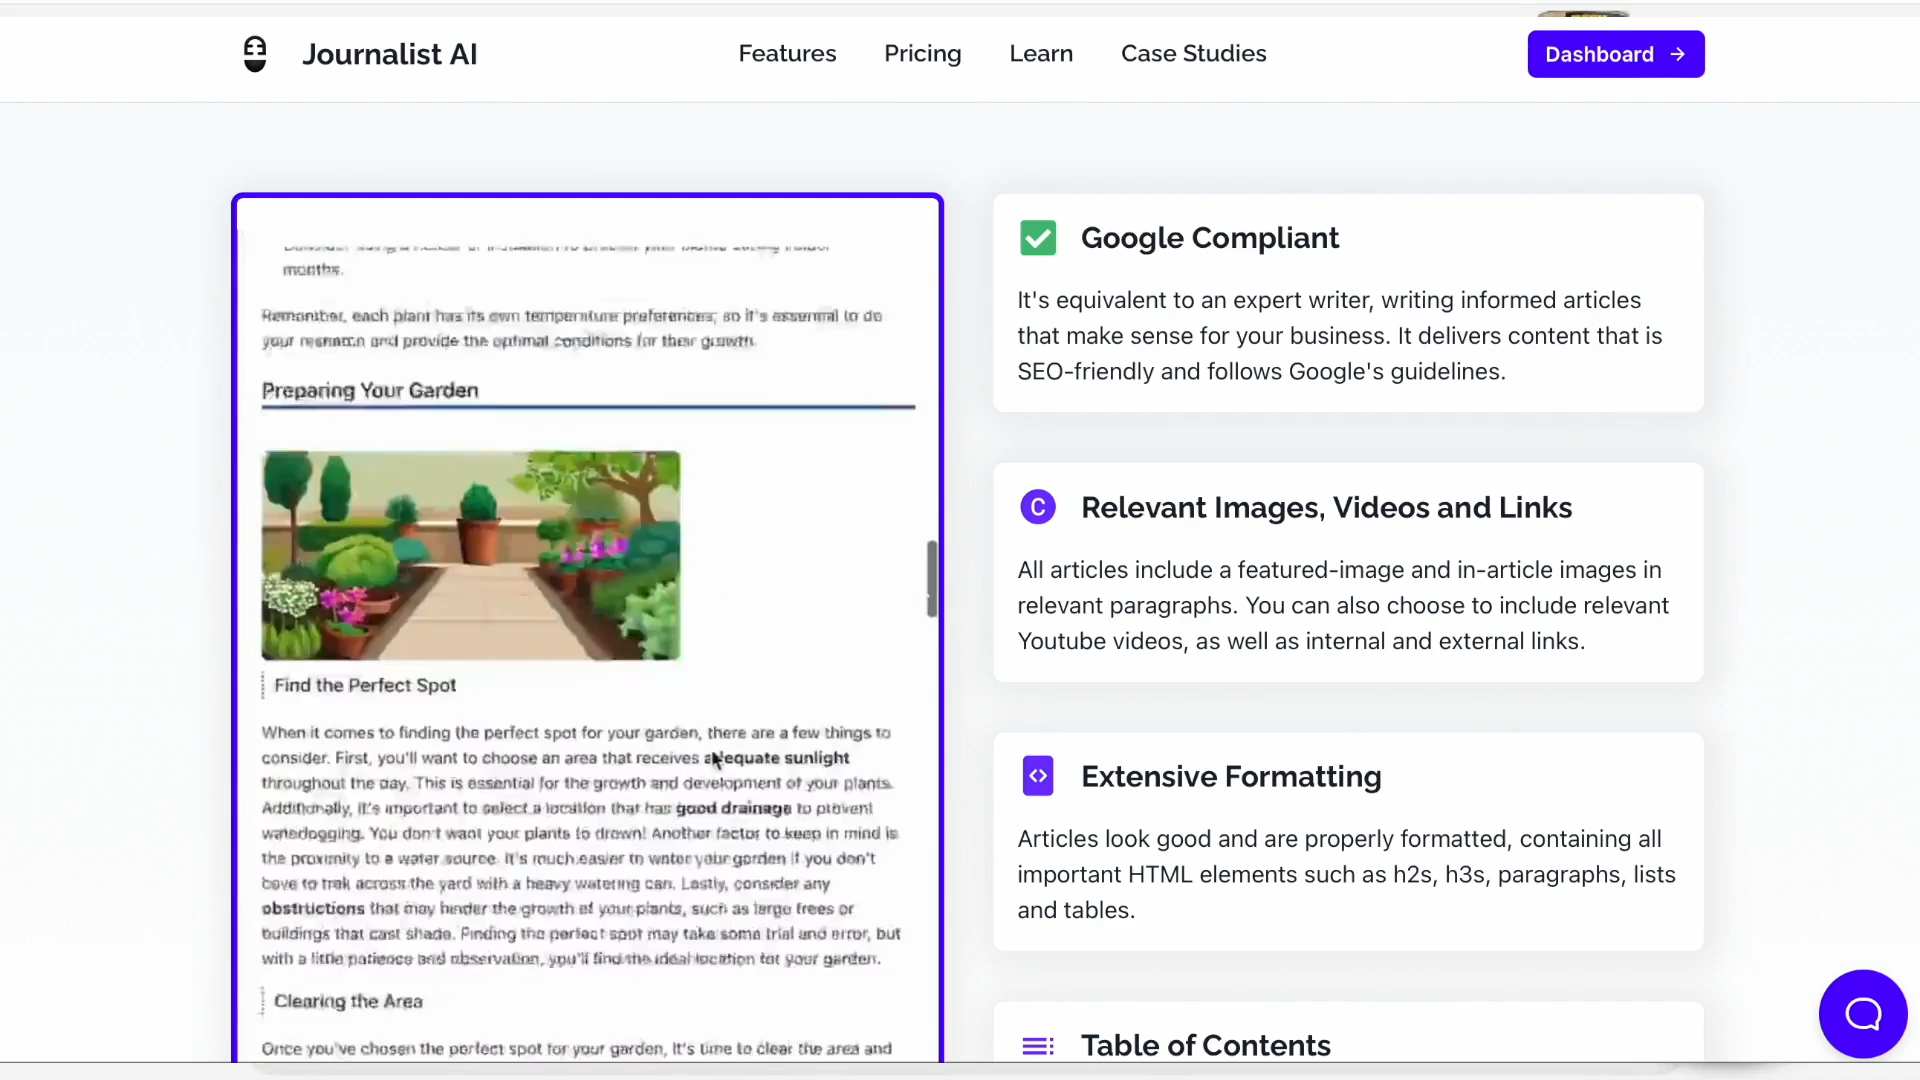 Journalist AI
Features
Pricing
Learn
Case Studies
Dashboard
months.
Remember, each plant has its own temperature preferences, so it's essential to do
your research and provide the optimal conditions for their growth.
Preparing Your Garden
Find the Perfect Spot
When it comes to finding the perfect spot for your garden, there are a few things to
consider. First, you'll want to choose an area that receives adequate sunlight
throughout the day. This is essential for the growth and development of your plants.
Additionally, it's important to select a location that has good drainage to prevent
waterlogging. You don't want your plants to drown! Another factor to keep in mind is
the proximity to a water source. It's much easier to water your garden if you don't
have to trek across the yard with a heavy watering can. Lastly, consider any
obstructions that may hinder the growth of your plants, such as large trees or
buildings that cast shade. Finding the perfect spot may take some trial and error, but
with a little patience and observation, you'll find the ideal location for your garden.
Clearing the Area
Once you've chosen the perfect spot for your garden, it's time to clear the area and
Google Compliant
It's equivalent to an expert writer, writing informed articles
that make sense for your business. It delivers content that is
SEO-friendly and follows Google's guidelines.
C
Relevant Images, Videos and Links
All articles include a featured-image and in-article images in
relevant paragraphs. You can also choose to include relevant
Youtube videos, as well as internal and external links.
Extensive Formatting
Articles look good and are properly formatted, containing all
important HTML elements such as h2s, h3s, paragraphs, lists
and tables.
Table of Contents